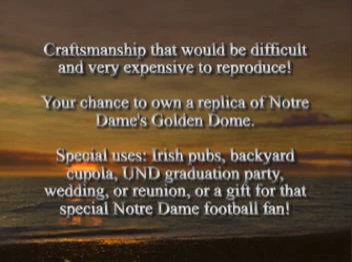 Craftsmanship that would be difficult
and very expensive to reproduce!
Your chance to own a replica of Notre
Dame's Golden Dome.
Special uses: Irish pubs, backyard
cupola, UND graduation party,
wedding, or reunion, or a gift for that
special Notre Dame football fan!